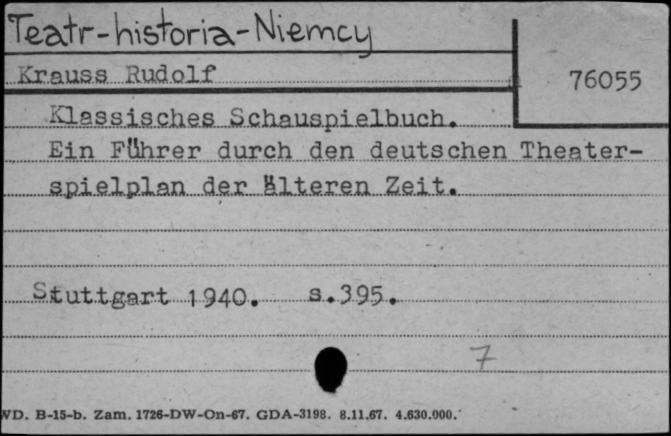 Teatr-historia-Niemcy
Krauss Rudolf
76055
Klassisches Schauspielbuch.
Ein Führer durch den deutschen Theater-
spielplan der älteren Zeit.
Stuttgart 1940. s.395.
7
WD. B-15-b. Zam. 1726-DW-On-67. GDA-3198. 8.11.67. 4.630.000.